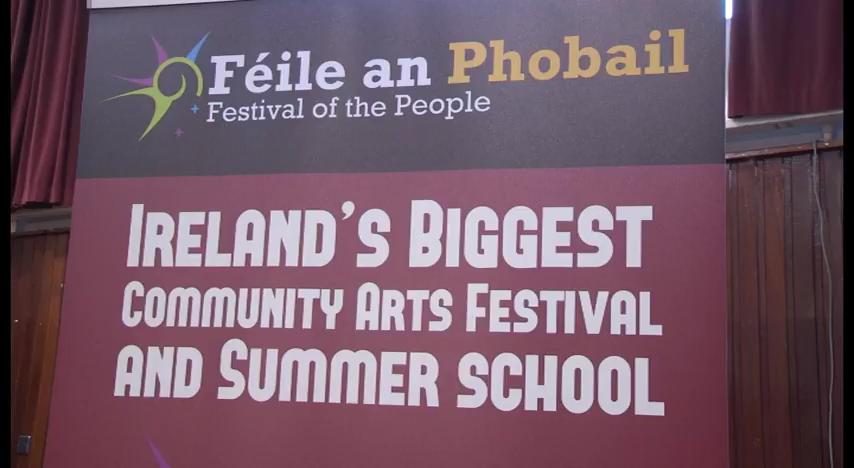 Féile an Phobail
Festival of the People
IRELAND'S BIGGEST
COMMUNITY ARTS FESTIVAL
AND SUMMER SCHOOL